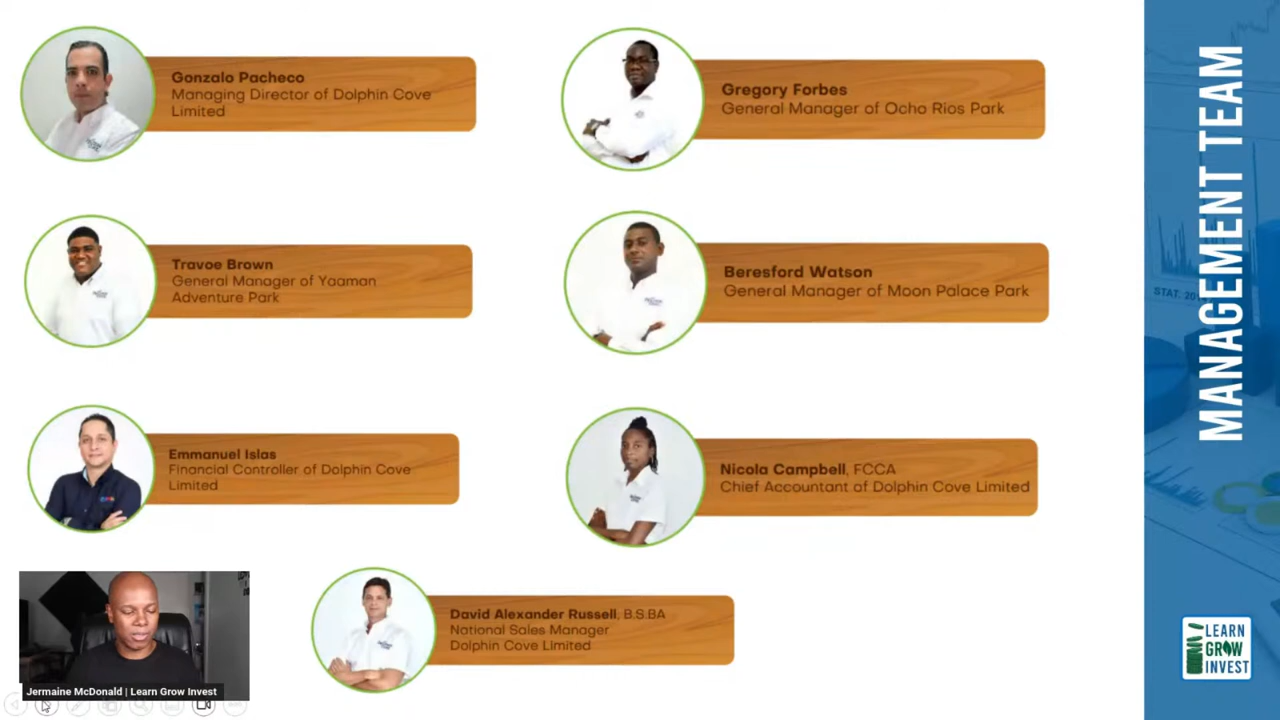 Gonzalo Pacheco
Managing Director of Dolphin Cove
Limited
Gregory Forbes
General Manager of Ocho Rios Park
Travoe Brown
General Manager of Yaaman
Adventure Park
Beresford Watson
General Manager of Moon Palace Park
Emmanuel Islas
Financial Controller of Dolphin Cove
Limited
Nicola Campbell, FCCA
Chief Accountant of Dolphin Cove Limited
David Alexander Russell, B.S.BA
National Sales Manager
Dolphin Cove Limited
Jermaine McDonald | Learn Grow Invest
MANAGEMENT TEAM
LEARN
GROW
INVEST